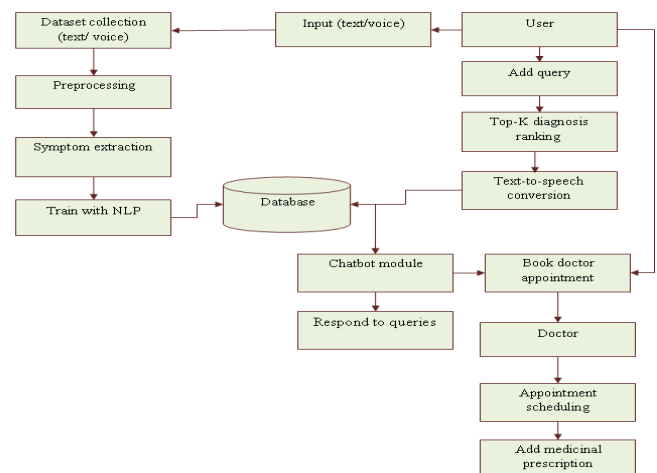 Dataset collection
(text/ voice)
Input (text/voice)
User
Preprocessing
Add query
Symptom extraction
Top-K diagnosis
ranking
Train with NLP
Database
Text-to-speech
conversion
Chatbot module
Book doctor
appointment
Respond to queries
Doctor
Appointment
scheduling
Add medicinal
prescription